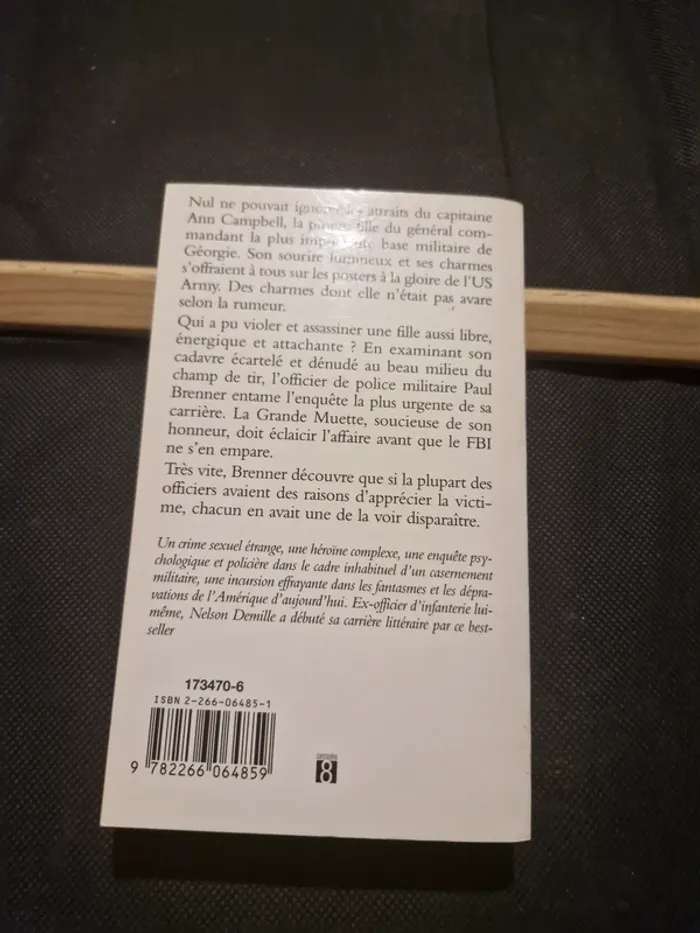 Nul ne pouvait ignorer les attraits du capitaine
Ann Campbell, la propre fille du général com-
mandant la plus importante base militaire de
Géorgie. Son sourire lumineux et ses charmes
s'offraient à tous sur les posters à la gloire de l'US
Army. Des charmes dont elle n'était pas avare
selon la rumeur.
Qui a pu violer et assassiner une fille aussi libre,
énergique et attachante ? En examinant son
cadavre écartelé et dénudé au beau milieu du
champ de tir, l'officier de police militaire Paul
Brenner entame l'enquête la plus urgente de sa
carrière. La Grande Muette, soucieuse de son
honneur, doit éclaicir l'affaire avant que le FBI
ne s'en empare.
Très vite, Brenner découvre que si la plupart des
officiers avaient des raisons d'apprécier la victi-
me, chacun en avait une de la voir disparaître.
Un crime sexuel étrange, une héroïne complexe, une enquête psy-
chologique et policière dans le cadre inhabituel d'un casernement
militaire, une incursion effrayante dans les fantasmes et les dépra-
vations de l'Amérique d'aujourd'hui. Ex-officier d'infanterie lui-
même, Nelson Demille a débuté sa carrière littéraire par ce best-
seller
173470-6
ISBN 2-266-06485-1
9 782266 064859
8